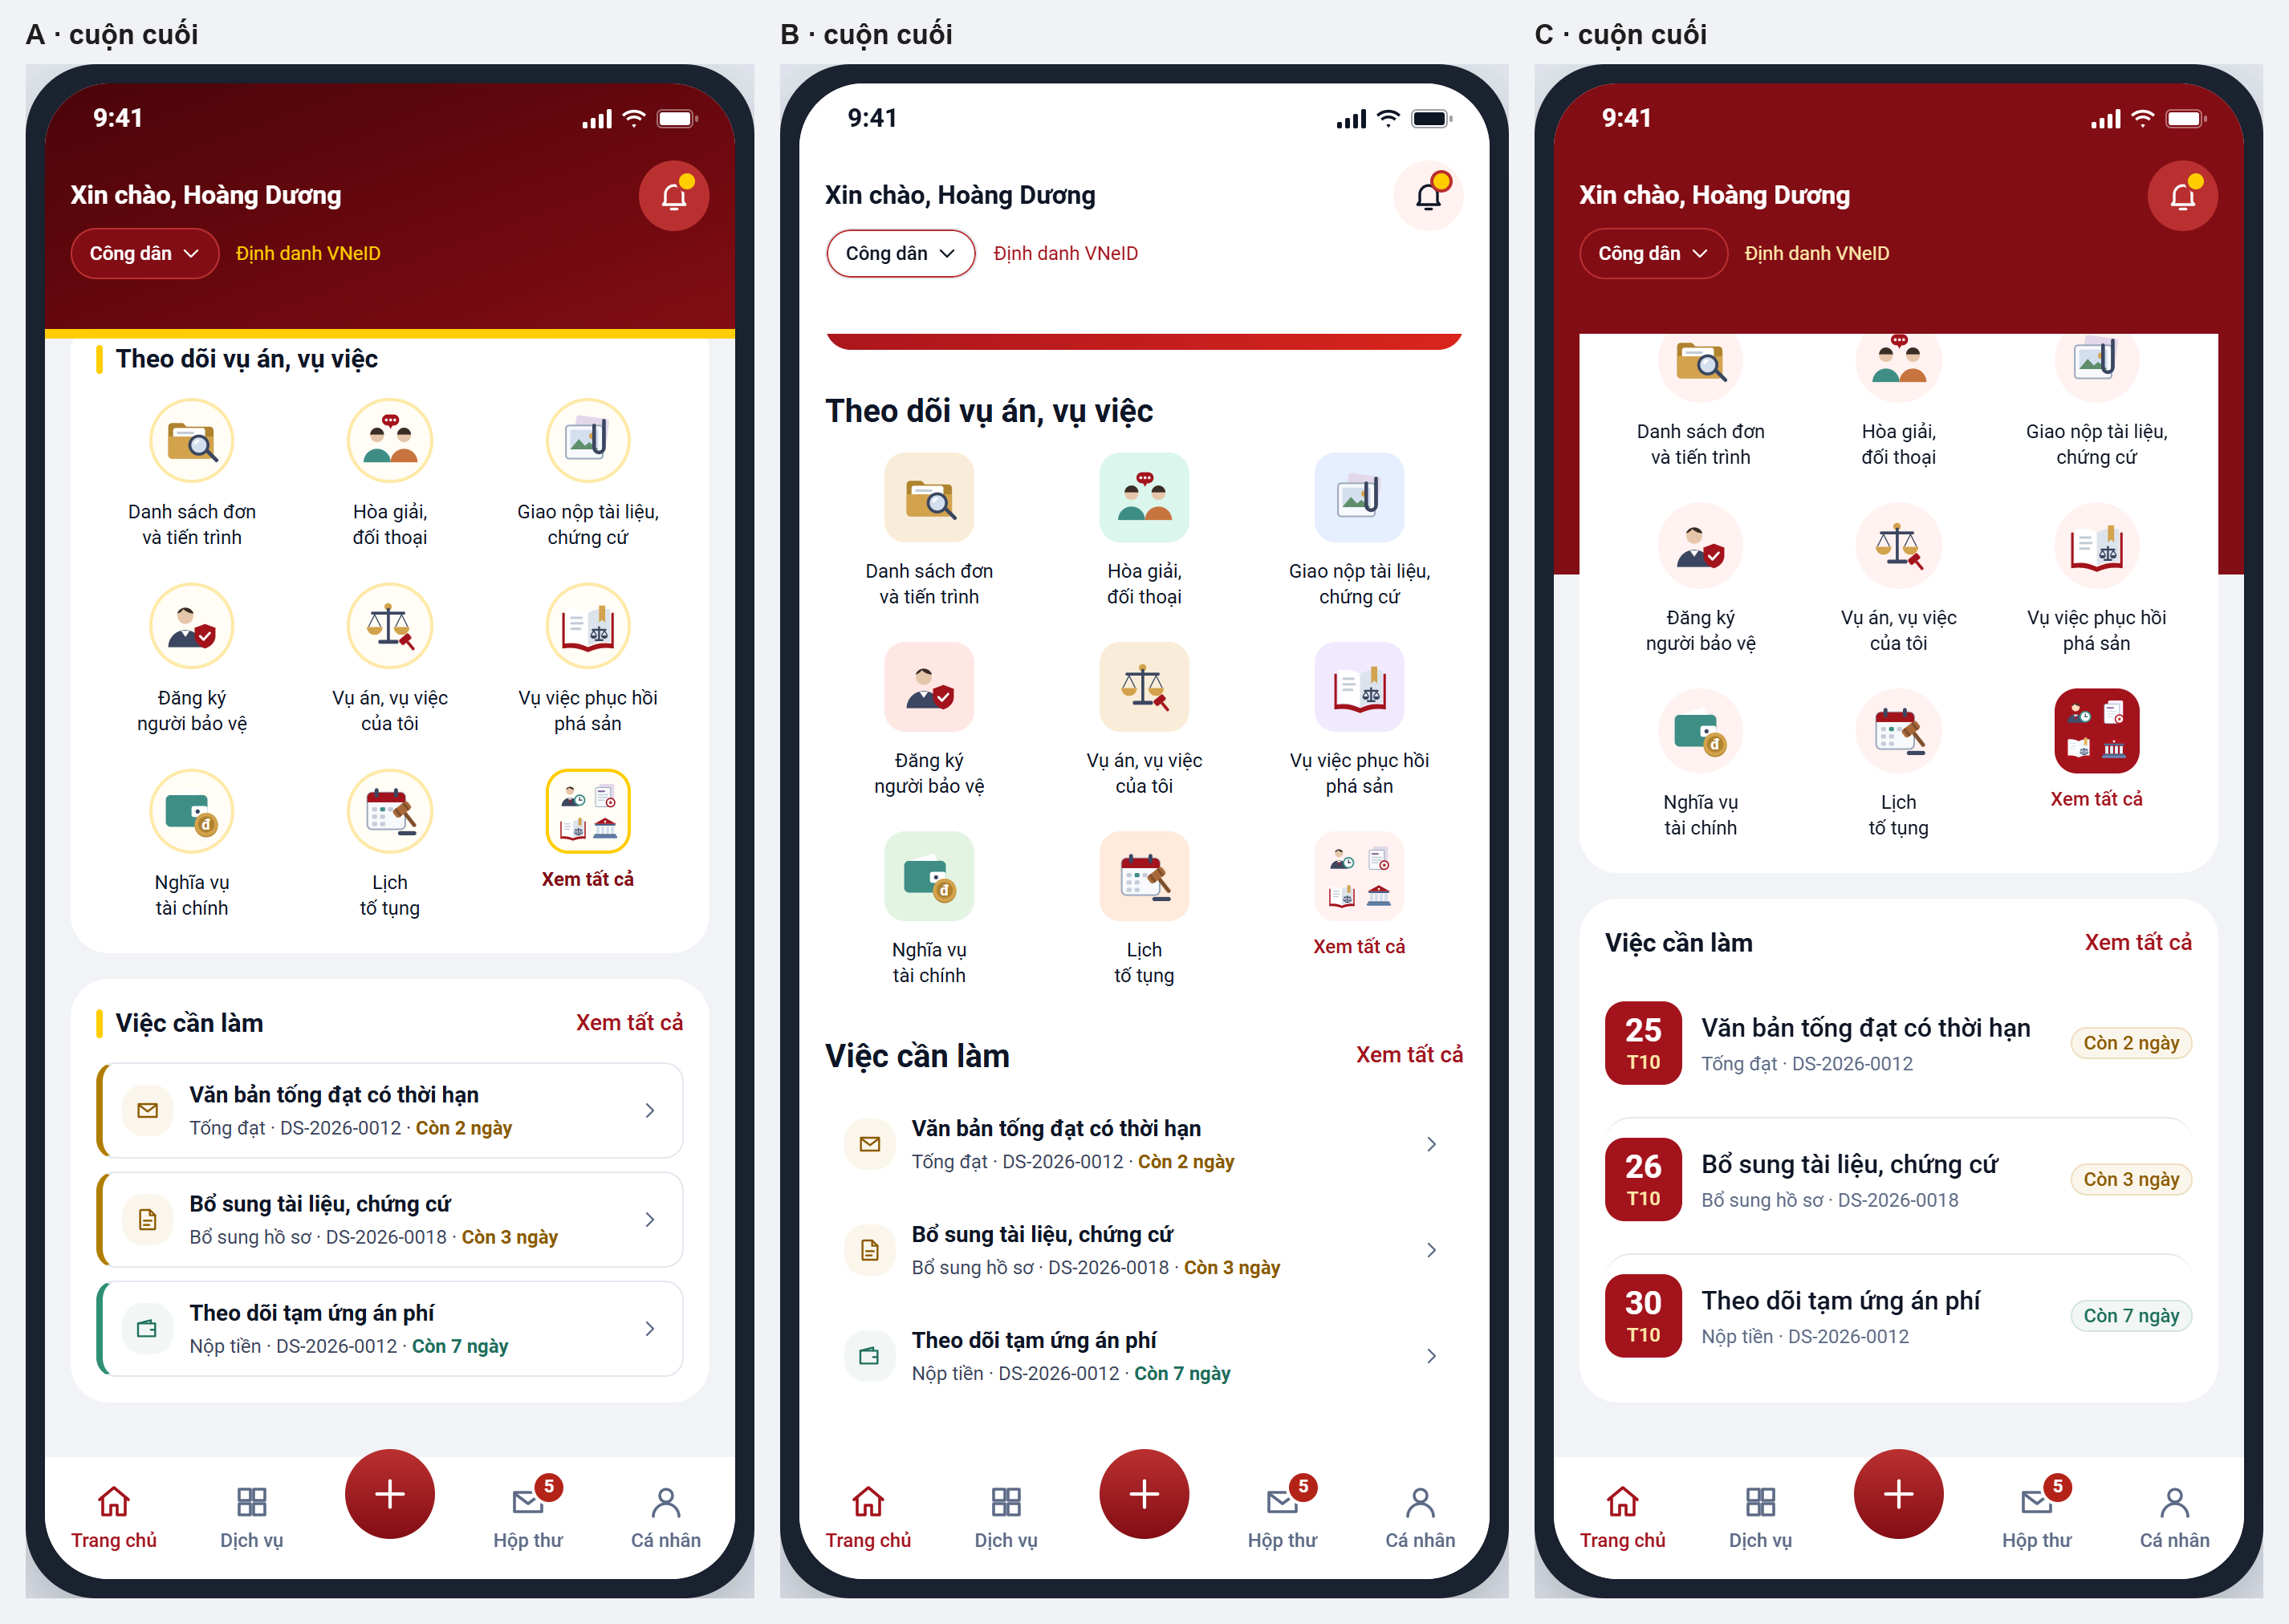 A · cuộn cuối
9:41
Xin chào, Hoàng Dương
Công dân
Định danh VNeID
Theo dõi vụ án, vụ việc
Danh sách đơn
và tiến trình
Hòa giải,
đối thoại
Giao nộp tài liệu,
chứng cứ
Đăng ký
người bảo vệ
Vụ án, vụ việc
của tôi
Vụ việc phục hồi
phá sản
Nghĩa vụ
tài chính
Lịch
tố tụng
Xem tất cả
Việc cần làm
Xem tất cả
Văn bản tống đạt có thời hạn
Tống đạt · DS-2026-0012 · Còn 2 ngày
Bổ sung tài liệu, chứng cứ
Bổ sung hồ sơ · DS-2026-0018 · Còn 3 ngày
Theo dõi tạm ứng án phí
Nộp tiền · DS-2026-0012 · Còn 7 ngày
Trang chủ
Dịch vụ
5
Hộp thư
Cá nhân
B · cuộn cuối
9:41
Xin chào, Hoàng Dương
Công dân
Định danh VNeID
Theo dõi vụ án, vụ việc
Danh sách đơn
và tiến trình
Hòa giải,
đối thoại
Giao nộp tài liệu,
chứng cứ
Đăng ký
người bảo vệ
Vụ án, vụ việc
của tôi
Vụ việc phục hồi
phá sản
Nghĩa vụ
tài chính
Lịch
tố tụng
Xem tất cả
Việc cần làm
Xem tất cả
Văn bản tống đạt có thời hạn
Tống đạt · DS-2026-0012 · Còn 2 ngày
Bổ sung tài liệu, chứng cứ
Bổ sung hồ sơ · DS-2026-0018 · Còn 3 ngày
Theo dõi tạm ứng án phí
Nộp tiền · DS-2026-0012 · Còn 7 ngày
Trang chủ
Dịch vụ
5
Hộp thư
Cá nhân
C · cuộn cuối
9:41
Xin chào, Hoàng Dương
Công dân
Định danh VNeID
Danh sách đơn
và tiến trình
Hòa giải,
đối thoại
Giao nộp tài liệu,
chứng cứ
Đăng ký
người bảo vệ
Vụ án, vụ việc
của tôi
Vụ việc phục hồi
phá sản
Nghĩa vụ
tài chính
Lịch
tố tụng
Xem tất cả
Việc cần làm
Xem tất cả
25
T10
Văn bản tống đạt có thời hạn
Tống đạt · DS-2026-0012
Còn 2 ngày
26
T10
Bổ sung tài liệu, chứng cứ
Bổ sung hồ sơ · DS-2026-0018
Còn 3 ngày
30
T10
Theo dõi tạm ứng án phí
Nộp tiền · DS-2026-0012
Còn 7 ngày
Trang chủ
Dịch vụ
5
Hộp thư
Cá nhân